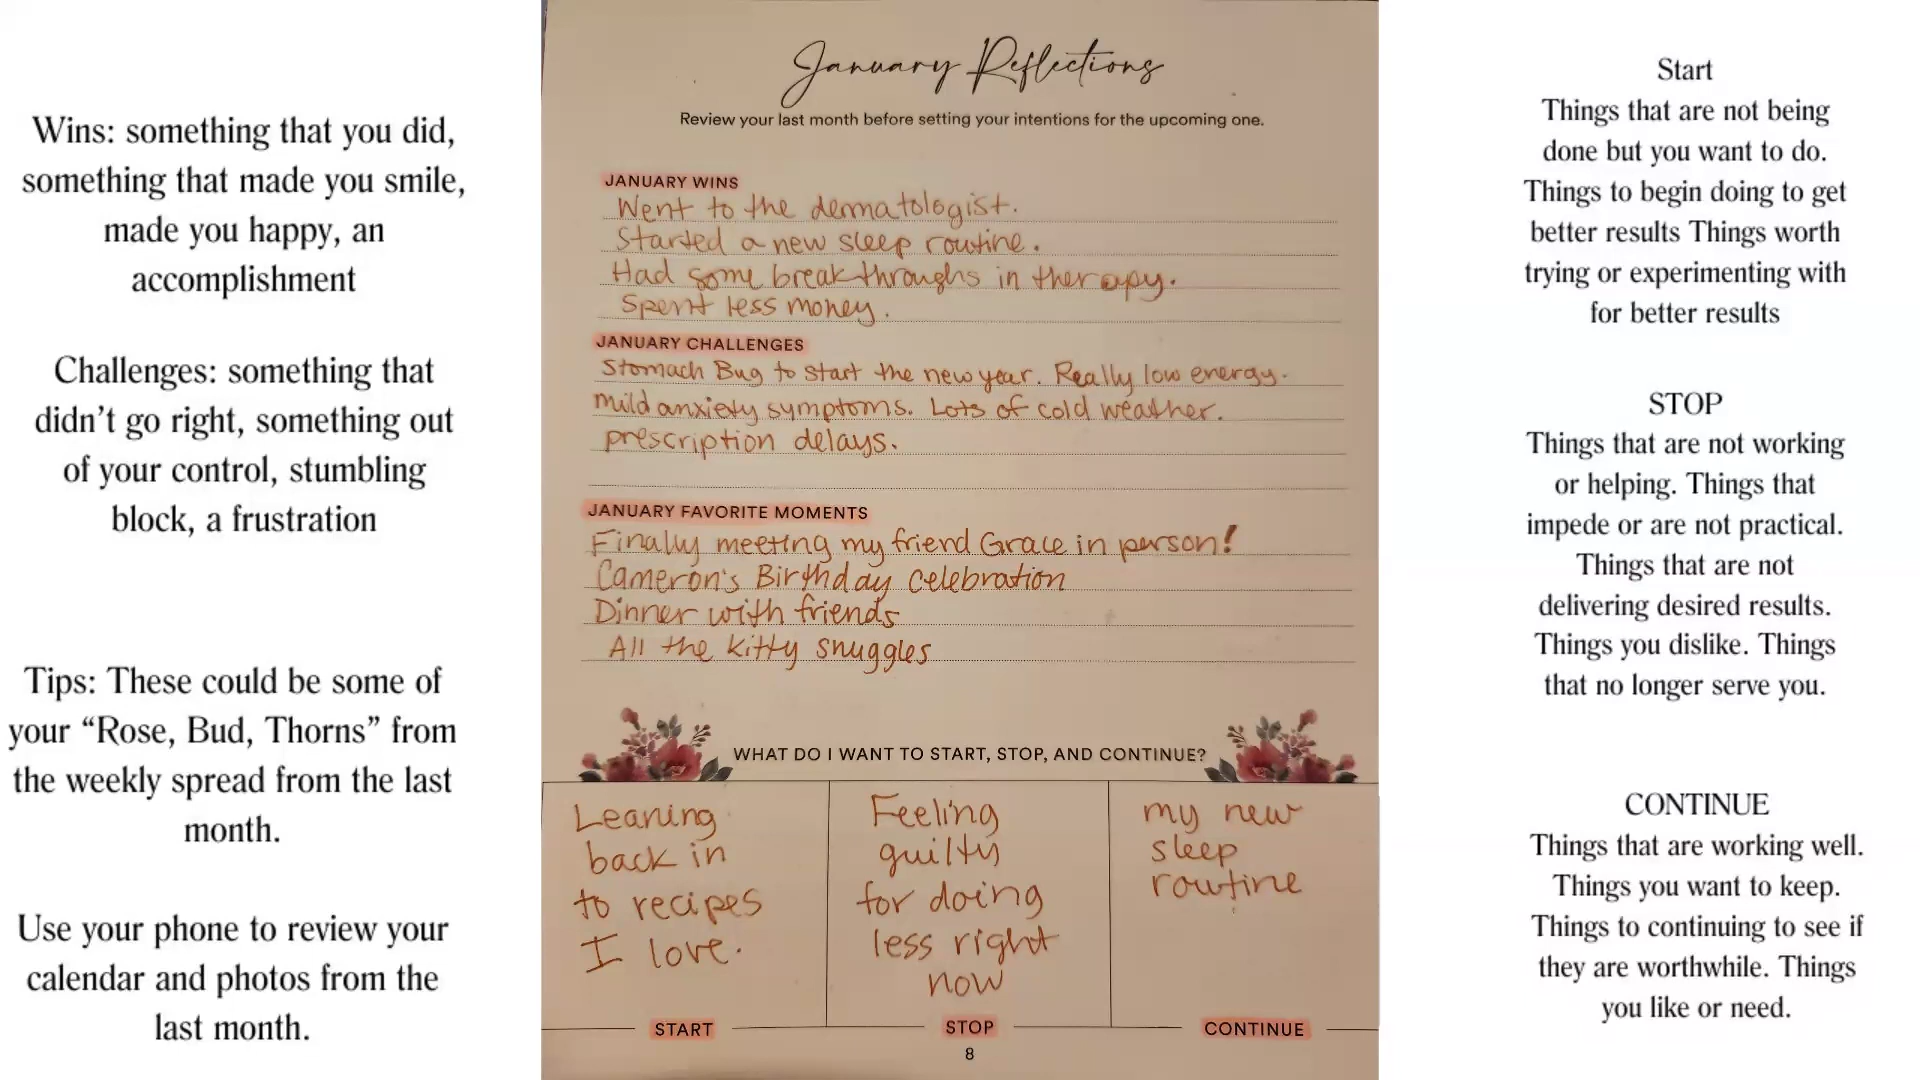 Wins: something that you did,
something that made you smile,
made you happy, an
accomplishment
Challenges: something that
didn’t go right, something out
of your control, stumbling
block, a frustration
Tips: These could be some of
your “Rose, Bud, Thorns” from
the weekly spread from the last
month.
Use your phone to review your
calendar and photos from the
last month.
January Reflections
Review your last month before setting your intentions for the upcoming one.
JANUARY WINS
Went to the dermatologist.
Started a new sleep routine.
Had some breakthroughs in therapy.
Spent less money.
JANUARY CHALLENGES
Stomach Bug to start the new year. Really low energy.
mild anxiety symptoms. Lots of cold weather.
prescription delays.
JANUARY FAVORITE MOMENTS
Finally meeting my friend Grace in person!
Cameron's Birthday celebration
Dinner with friends
All the kitty snuggles
WHAT DO I WANT TO START, STOP, AND CONTINUE?
Leaning
back in
to recipes
I love.
START
Feeling
guilty
for doing
less right
now
STOP
my new
sleep
routine
CONTINUE
8
Start
Things that are not being
done but you want to do.
Things to begin doing to get
better results Things worth
trying or experimenting with
for better results
STOP
Things that are not working
or helping. Things that
impede or are not practical.
Things that are not
delivering desired results.
Things you dislike. Things
that no longer serve you.
CONTINUE
Things that are working well.
Things you want to keep.
Things to continuing to see if
they are worthwhile. Things
you like or need.